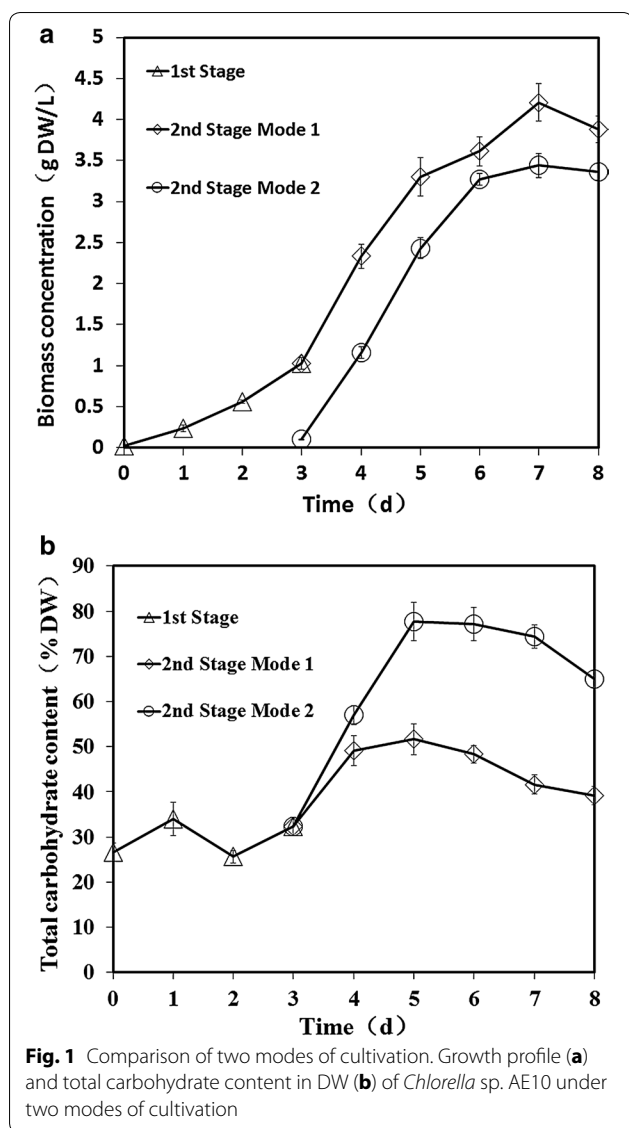 a
5
4.5
4
3.5
3
2.5
2
1.5
1
0.5
0
Biomass concentration (g DW/L)
1st Stage
2nd Stage Mode 1
2nd Stage Mode 2
0 1 2 3 4 5 6 7 8
Time (d)
b
90
80
70
60
50
40
30
20
10
0
Total carbohydrate content (% DW)
1st Stage
2nd Stage Mode 1
2nd Stage Mode 2
0 1 2 3 4 5 6 7 8
Time (d)
Fig. 1 Comparison of two modes of cultivation. Growth profile (a)
and total carbohydrate content in DW (b) of Chlorella sp. AE10 under
two modes of cultivation